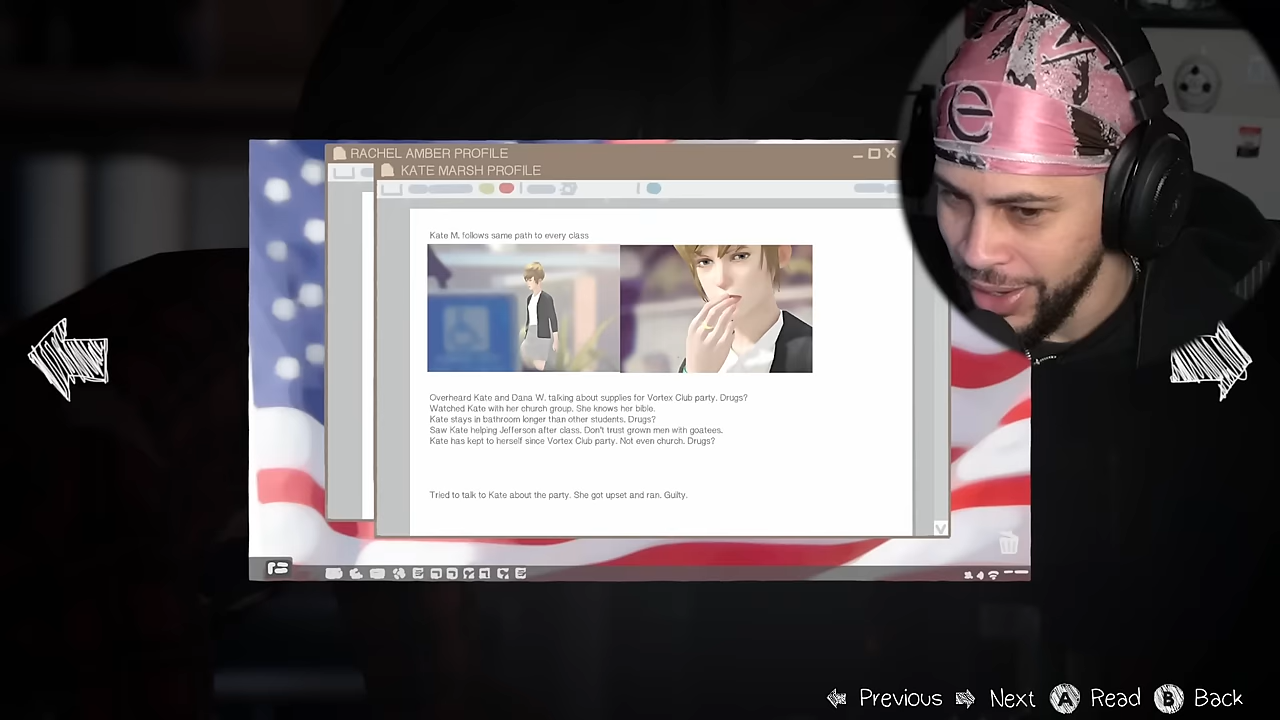 RACHEL AMBER PROFILE
KATE MARSH PROFILE
Kate M. follows same path to every class
Overheard Kate and Dana W. talking about supplies for Vortex Club party. Drugs?
Watched Kate with her church group. She knows her bible.
Kate stays in bathroom longer than other students. Drugs?
Saw Kate helping Jefferson after class. Don't trust grown men with goatees.
Kate has kept to herself since Vortex Club party. Not even church. Drugs?
Tried to talk to Kate about the party. She got upset and ran. Guilty.
Previous Next A Read B Back